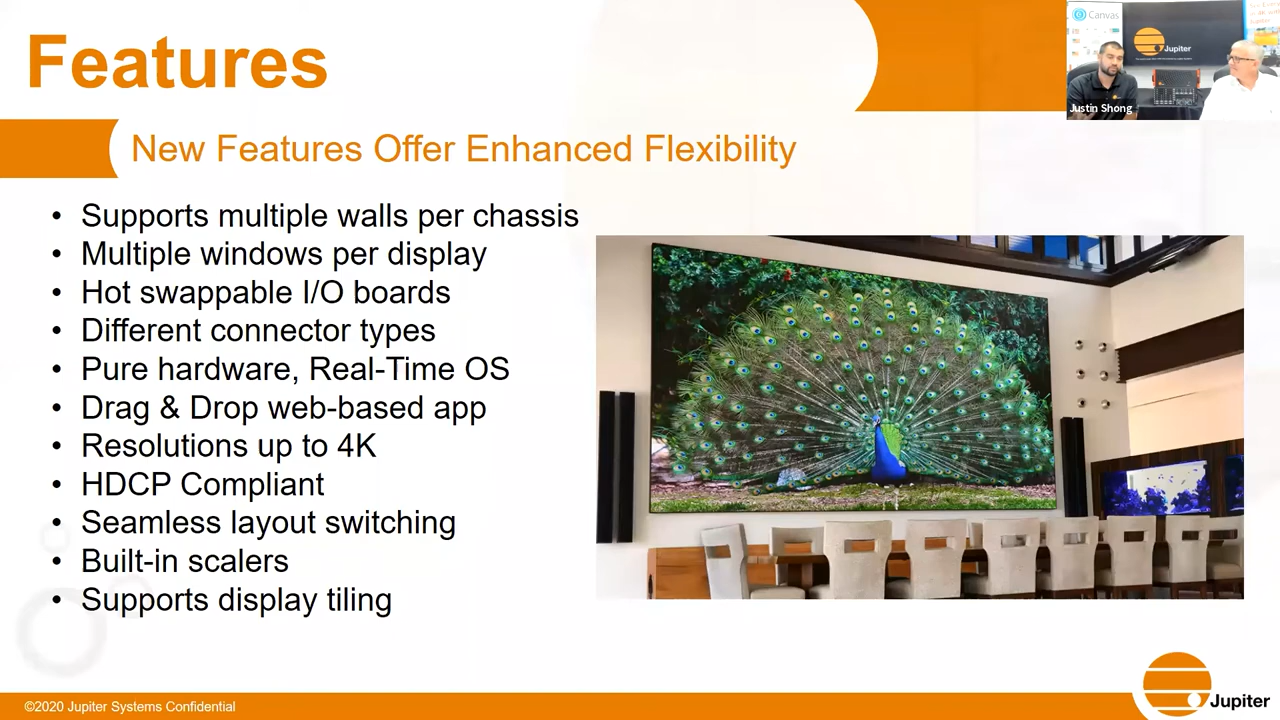 Features
New Features Offer Enhanced Flexibility
• Supports multiple walls per chassis
• Multiple windows per display
• Hot swappable I/O boards
• Different connector types
• Pure hardware, Real-Time OS
• Drag & Drop web-based app
• Resolutions up to 4K
• HDCP Compliant
• Seamless layout switching
• Built-in scalers
• Supports display tiling
Canvas
Jupiter
Justin Shong
©2020 Jupiter Systems Confidential
Jupiter